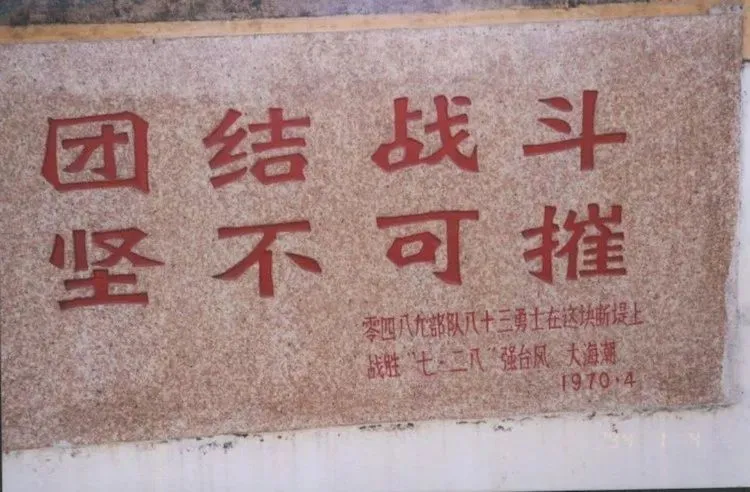 团结战斗
坚不可摧
零四八九部队八十三勇士在这块断堤上
战胜“七·二八”强台风 大海潮
1970·4